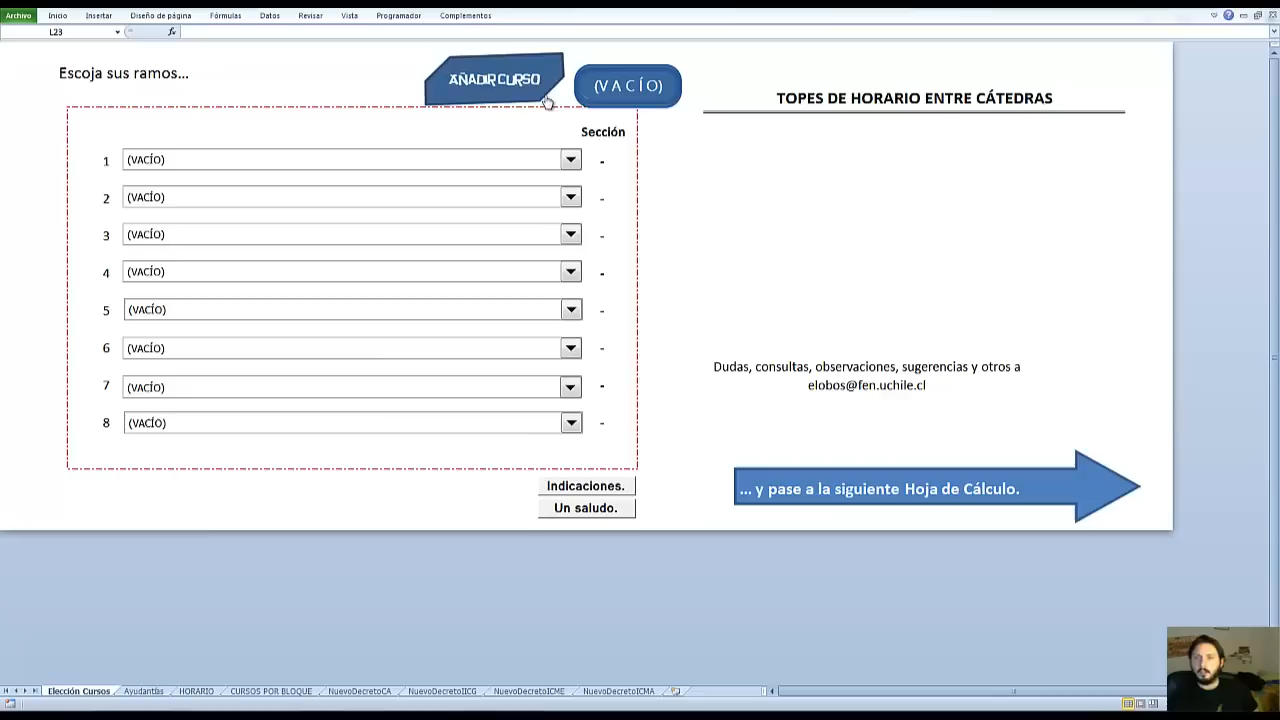 Archivo Inicio Insertar Diseño de página Fórmulas Datos Revisar Vista Programador Complementos
L23 fx
Escoja sus ramos...
AÑADIR CURSO
(V A C Í O)
TOPES DE HORARIO ENTRE CÁTEDRAS
Sección
1 (VACÍO) -
2 (VACÍO) -
3 (VACÍO) -
4 (VACÍO) -
5 (VACÍO) -
6 (VACÍO) -
7 (VACÍO) -
8 (VACÍO) -
Dudas, consultas, observaciones, sugerencias y otros a
elobos@fen.uchile.cl
Indicaciones.
Un saludo.
... y pase a la siguiente Hoja de Cálculo.
Elección Cursos Ayudantías HORARIO CURSOS POR BLOQUE NuevoDecretoCA NuevoDecretoICME NuevoDecretoICMA